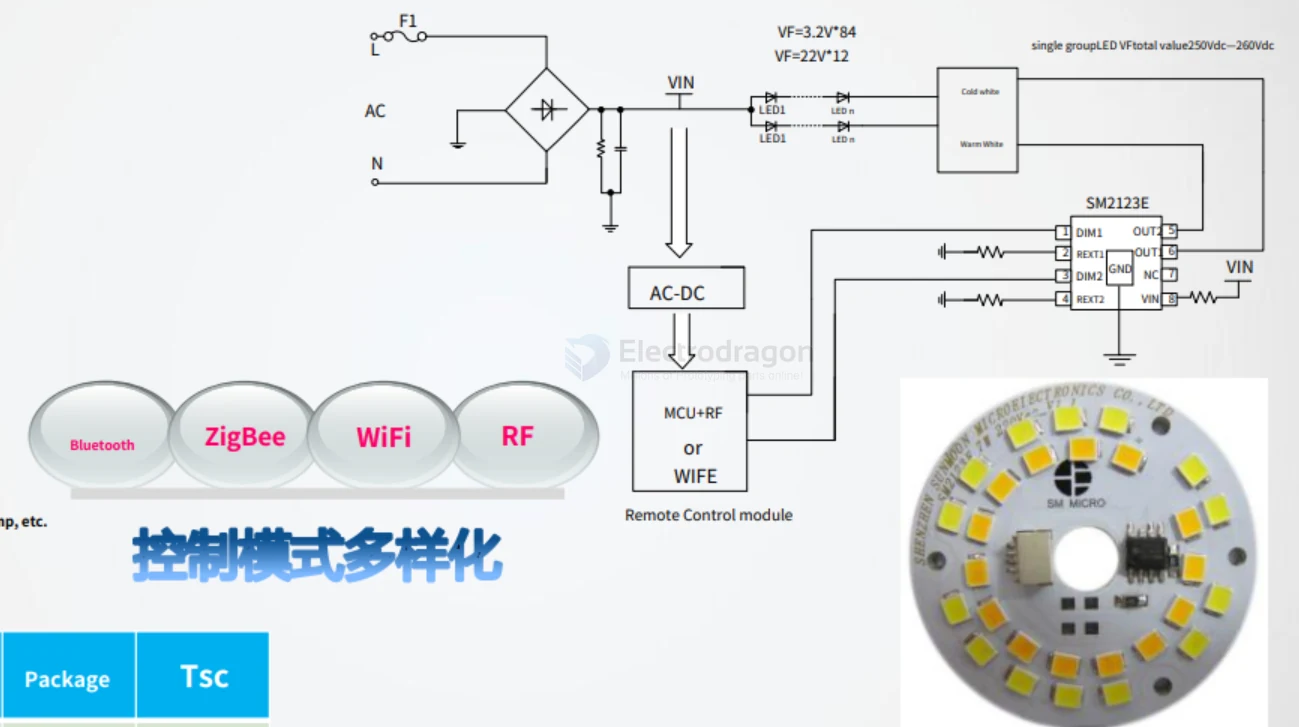 F1
L
AC
N
VIN
VF=3.2V*84
VF=22V*12
single groupLED VFtotal value250Vdc—260Vdc
LED1
LED n
LED1
LED n
Cold white
Warm White
SM2123E
1 DIM1
2 REXT1
3 DIM2
4 REXT2
GND
OUT2 5
OUT1 6
NC 7
VIN 8
VIN
AC-DC
Electrodragon
MCU+RF
or
WIFE
Remote Control module
Bluetooth
ZigBee
WiFi
RF
mp, etc.
控制模式多样化
Package
Tsc
SHENZHEN SUNMOON MICROELECTRONICS CO., LTD
SM MICRO